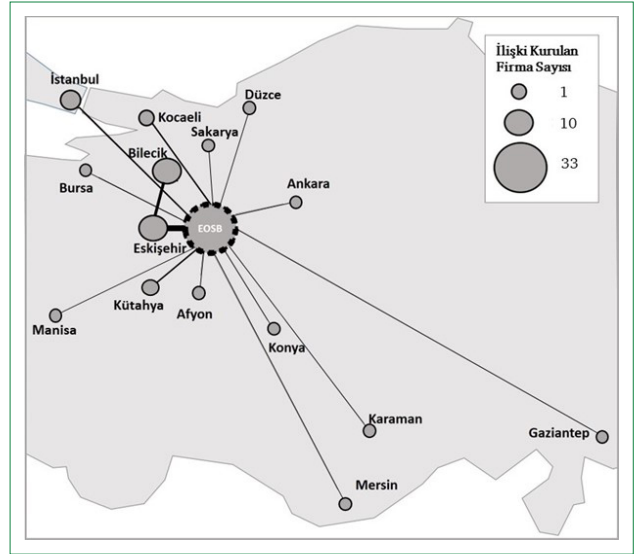 İlişki Kurulan
Firma Sayısı
1
10
33
İstanbul
Düzce
Kocaeli
Sakarya
Bilecik
Bursa
Ankara
EOSB
Eskişehir
Kütahya
Afyon
Manisa
Konya
Karaman
Gaziantep
Mersin